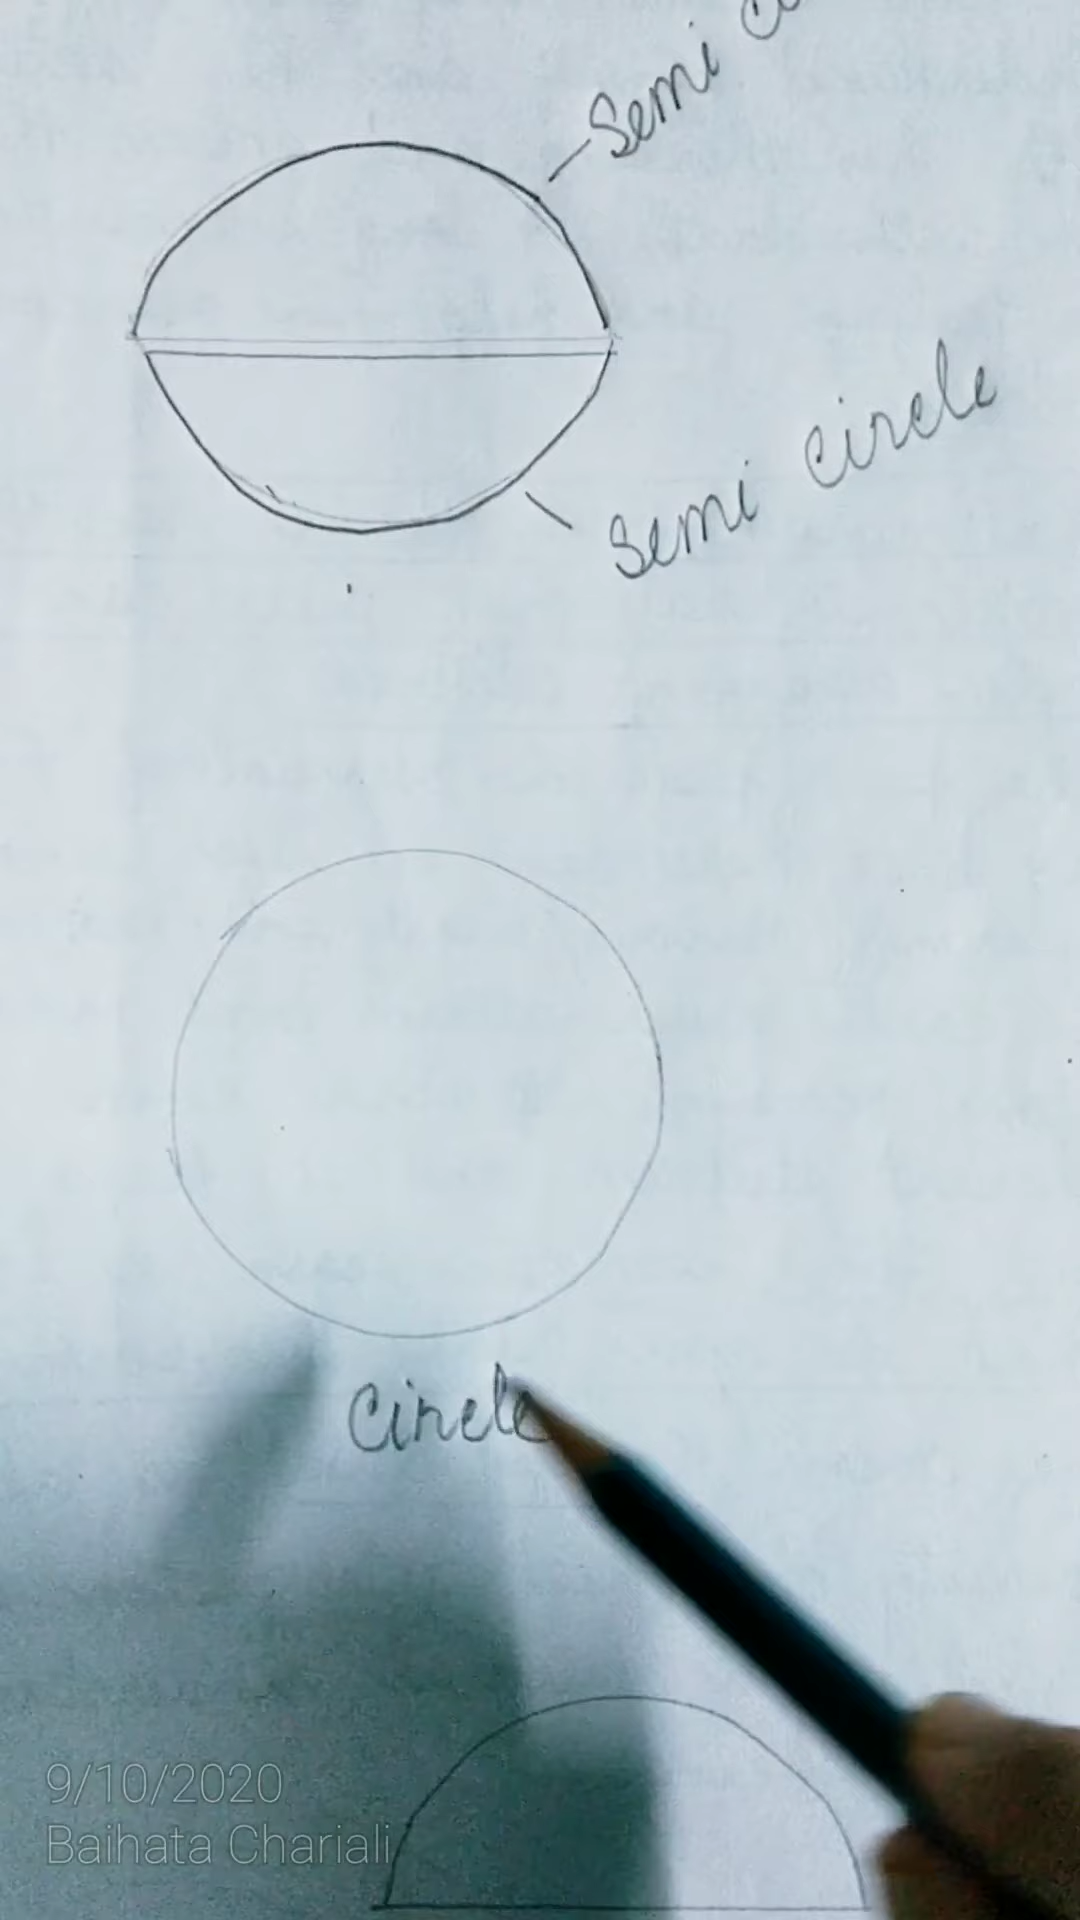 Semi
Semi circle
Circle
9/10/2020
Baihata Chariali